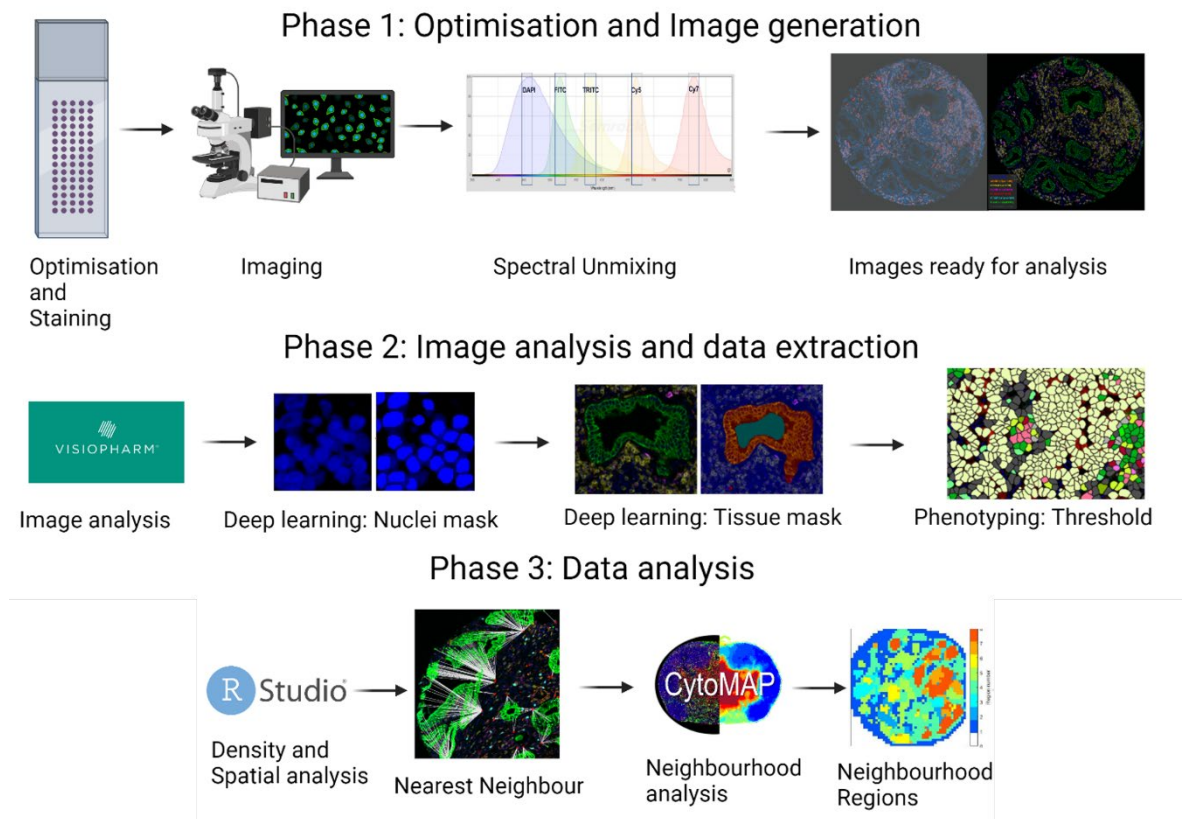 Phase 1: Optimisation and Image generation
DAPI FITC TRITC Cy5 Cy7
Optimisation
and
Staining
Imaging
Spectral Unmixing
Images ready for analysis
Phase 2: Image analysis and data extraction
VISIOPHARM
Image analysis
Deep learning: Nuclei mask
Deep learning: Tissue mask
Phenotyping: Threshold
Phase 3: Data analysis
R Studio
CytoMAP
Density and
Spatial analysis
Nearest Neighbour
Neighbourhood
analysis
Neighbourhood
Regions